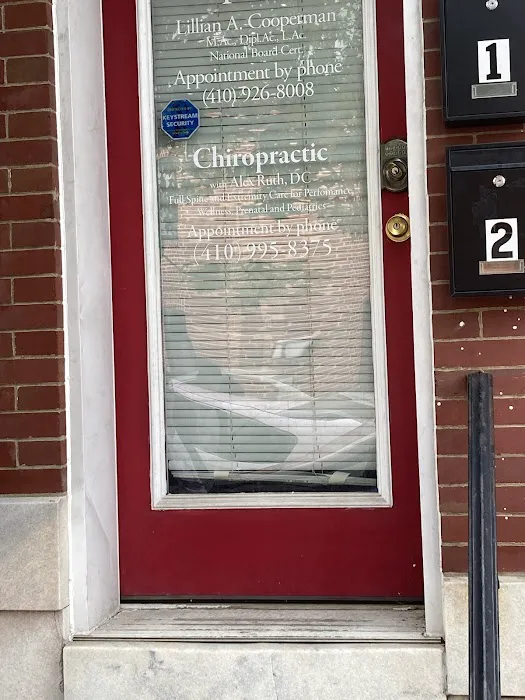 Lillian A. Cooperman
M.Ac., Dipl.Ac., L.Ac.
National Board Cert.
Appointment by phone
(410) 926-8008
KEYSTREAM
SECURITY
Chiropractic
with Alex Ruth, DC
Full Spine and Extremity Care for Perfomance,
Wellness, Prenatal and Pediatrics
Appointment by phone
(410) 995-8375
1
2